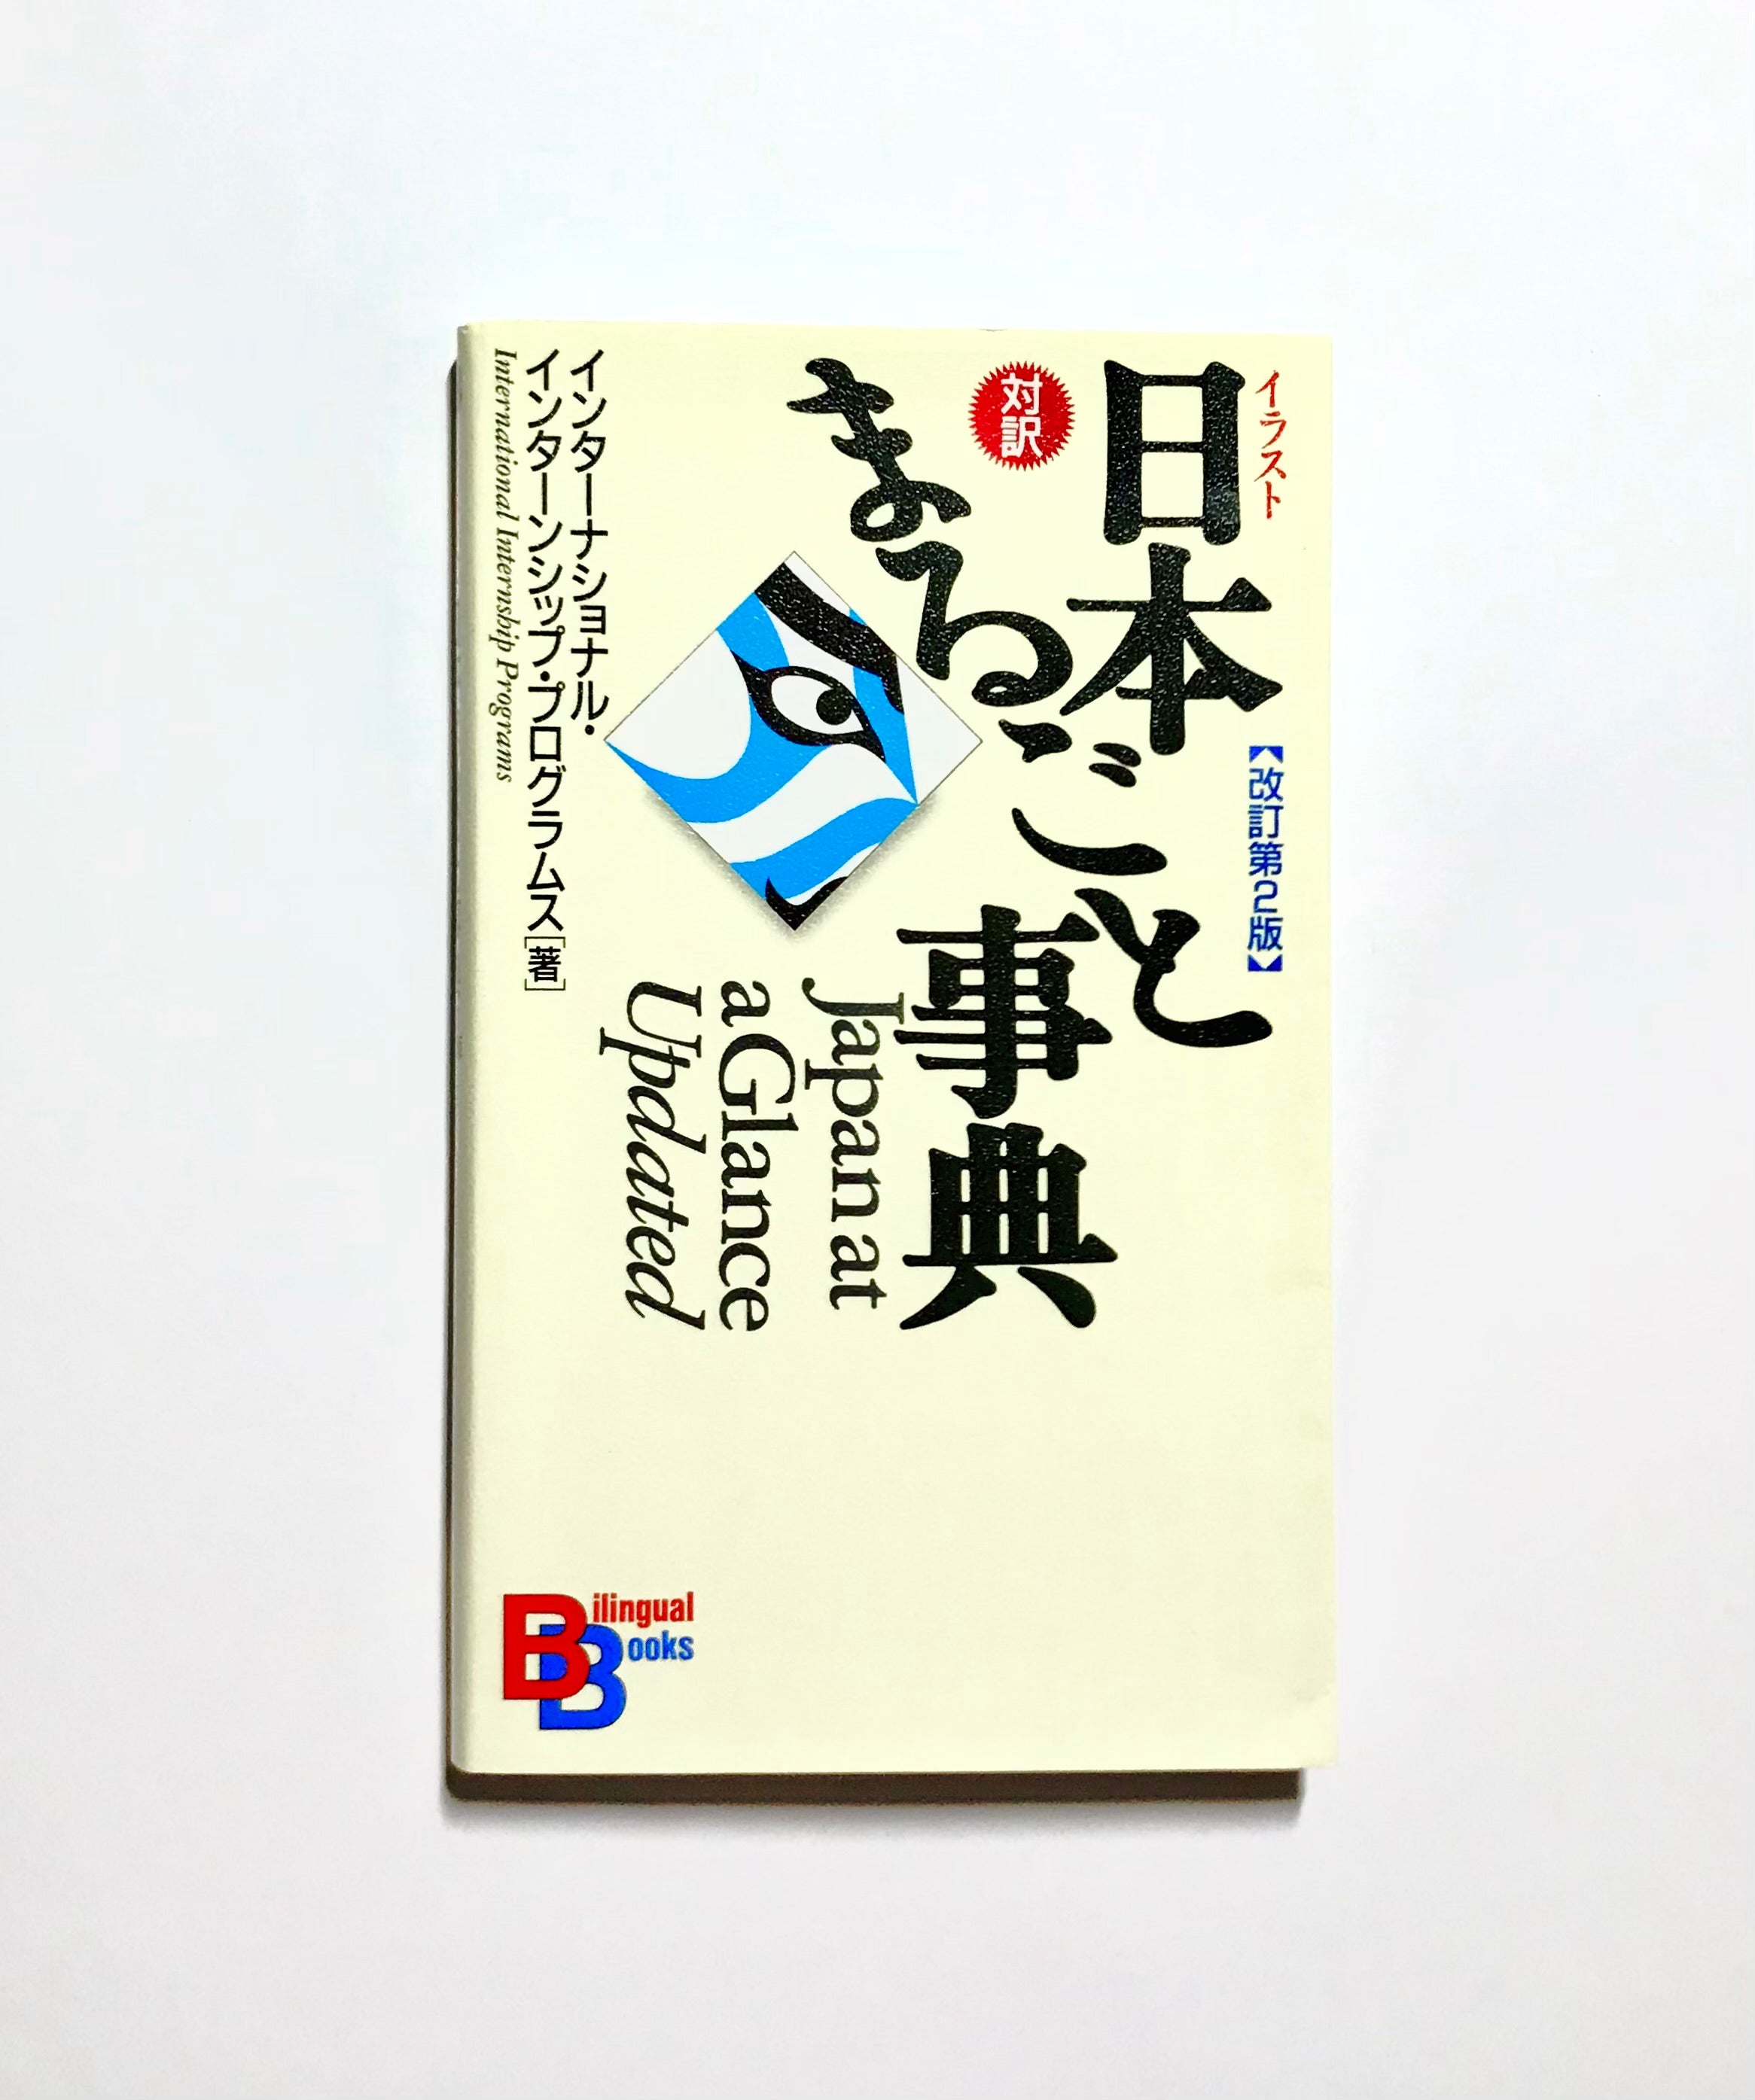 イラスト
【改訂第2版】
日本
対訳
まるごと
事典
Japan at
a Glance
Updated
インターナショナル・
インターンシップ・プログラムス[著]
International Internship Programs
Bilingual
Books